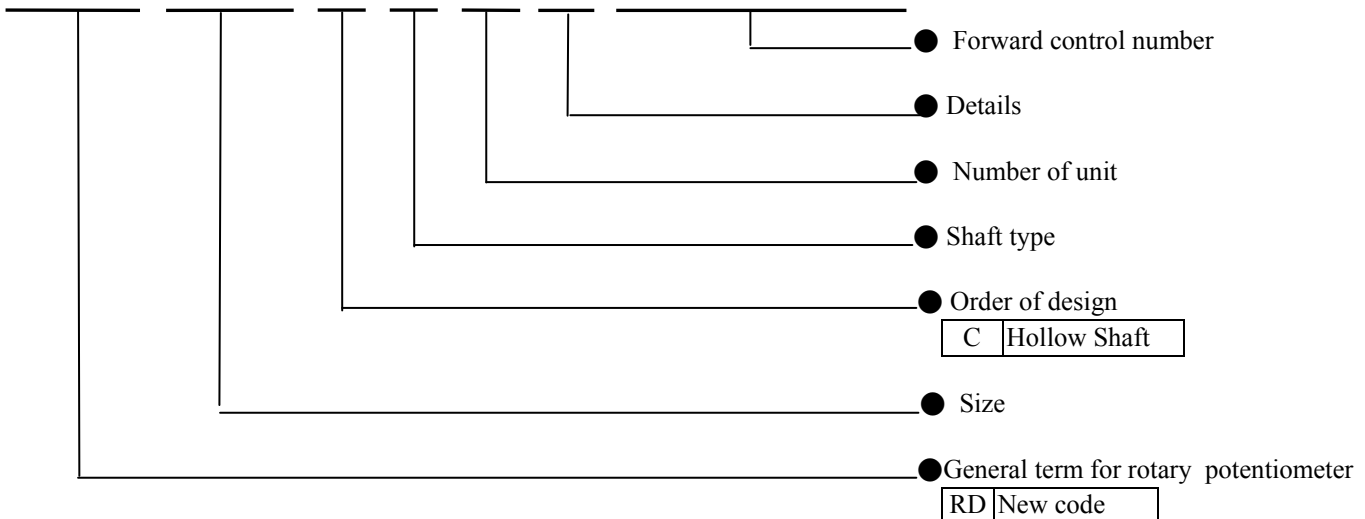 Forward control number
Details
Number of unit
Shaft type
Order of design
C Hollow Shaft
Size
General term for rotary potentiometer
RD New code